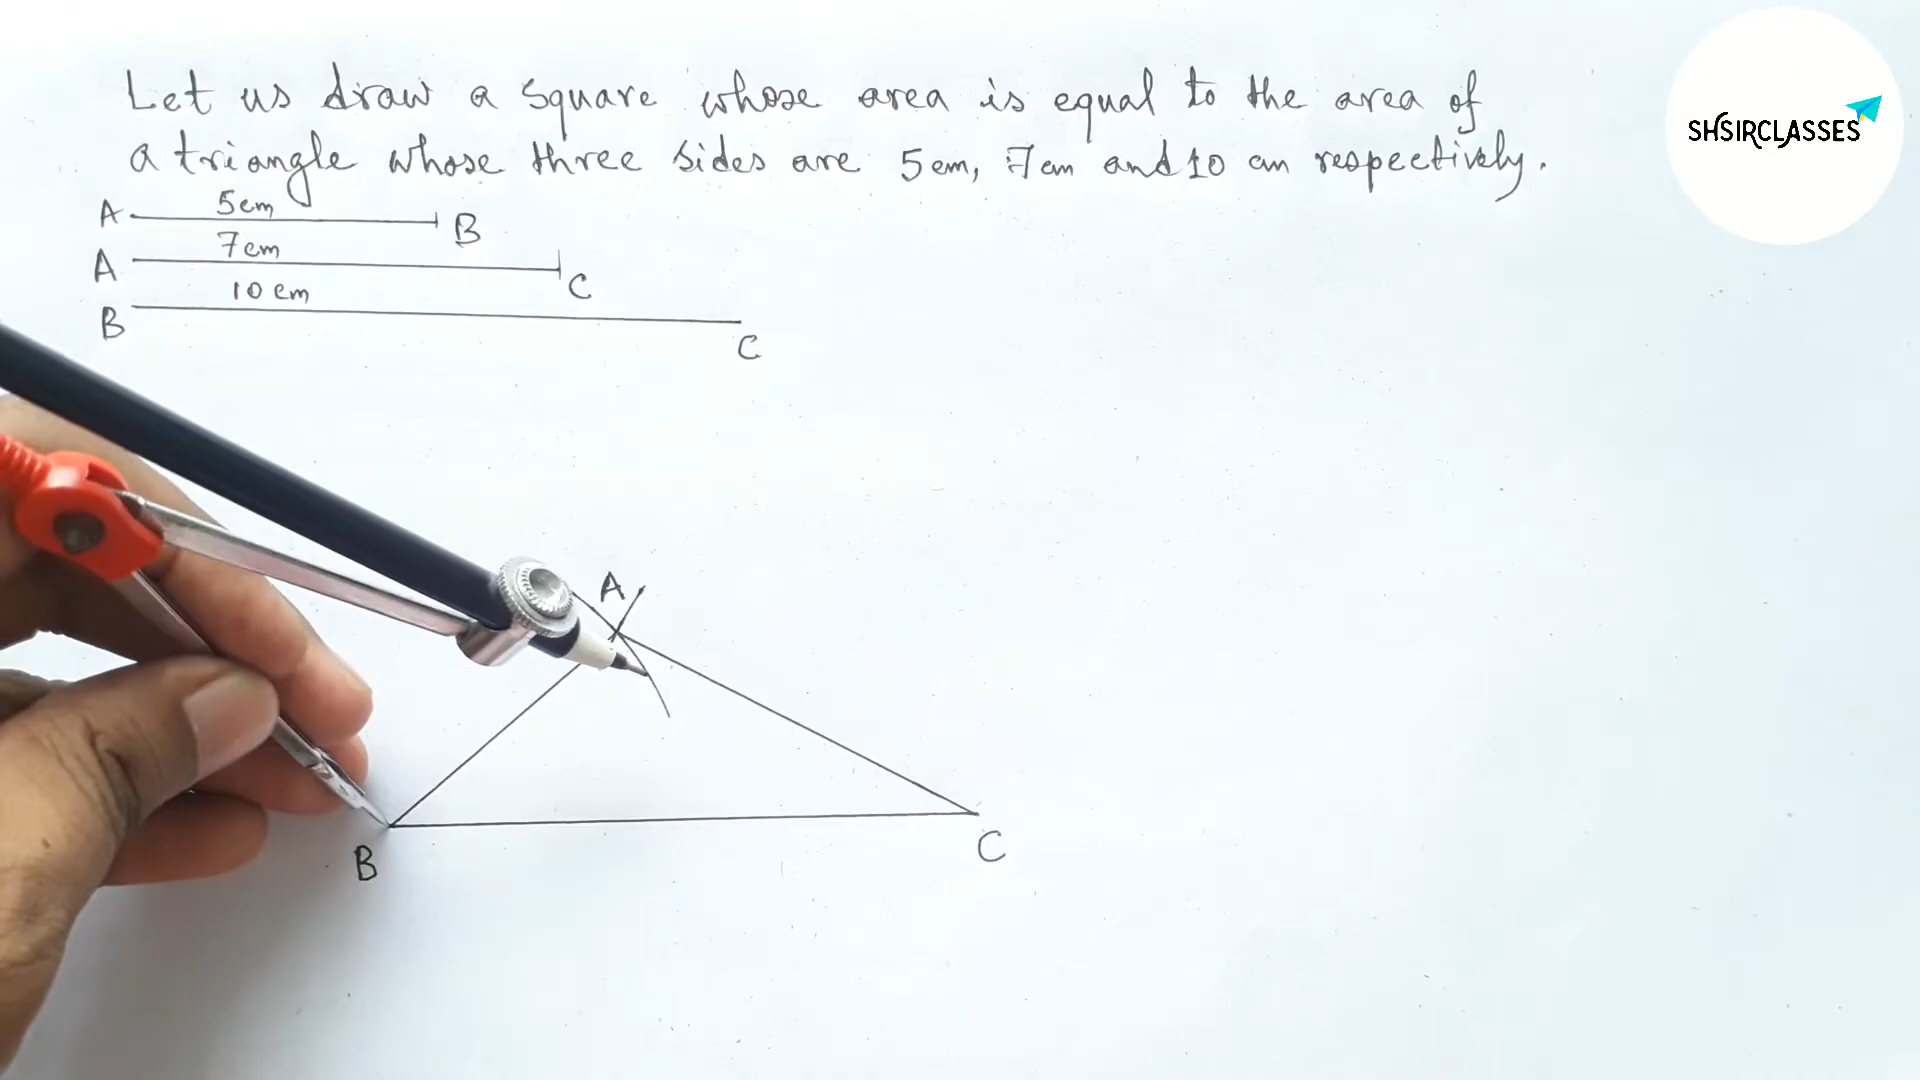 Let us draw a square whose area is equal to the area of
a triangle whose three sides are 5cm, 7cm and 10 cm respectively.
SHSIRCLASSES
A 5cm B
A 7cm C
B 10 cm C
A
B C